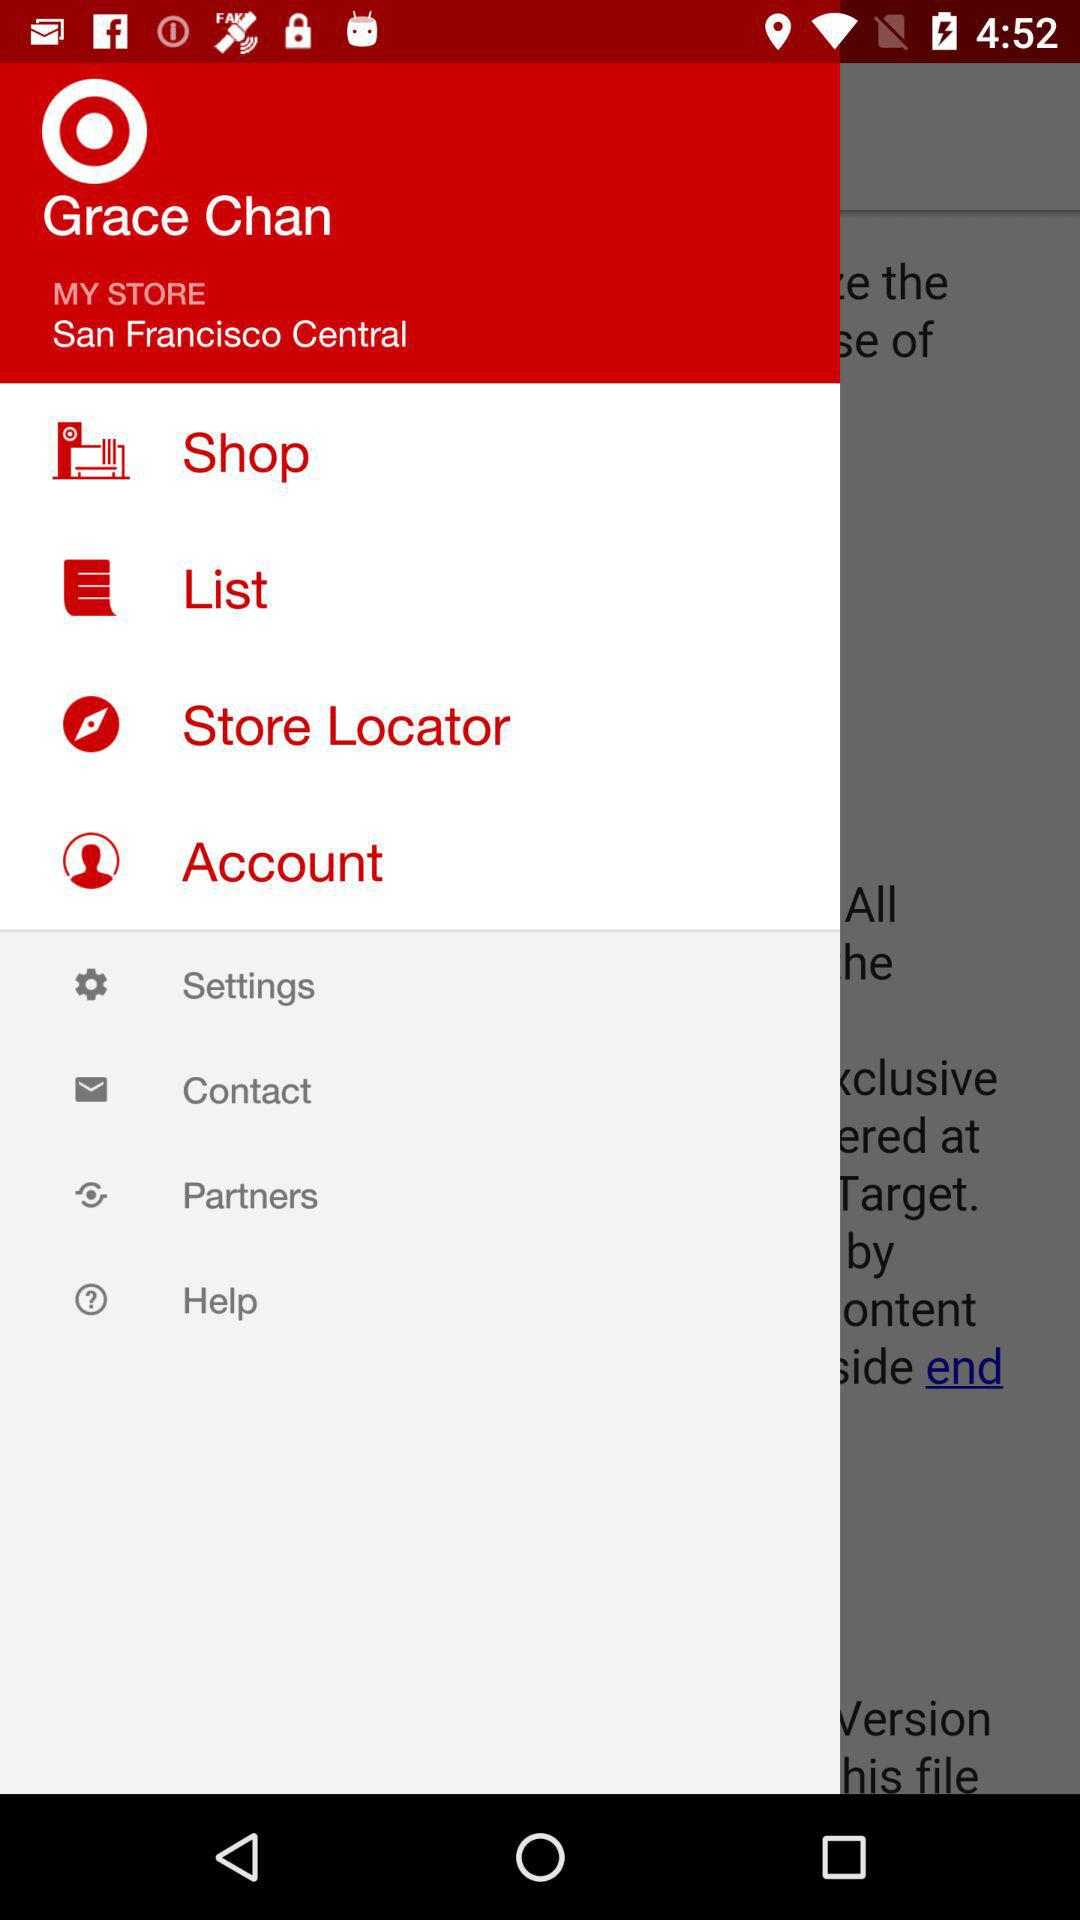 FAKE
4:52
Grace Chan
MY STORE
San Francisco Central
ze the
se of
Shop
List
Store Locator
Account
All
the
Settings
xclusive
Contact
ered at
Partners
Target.
by
Help
ontent
side end
Version
his file